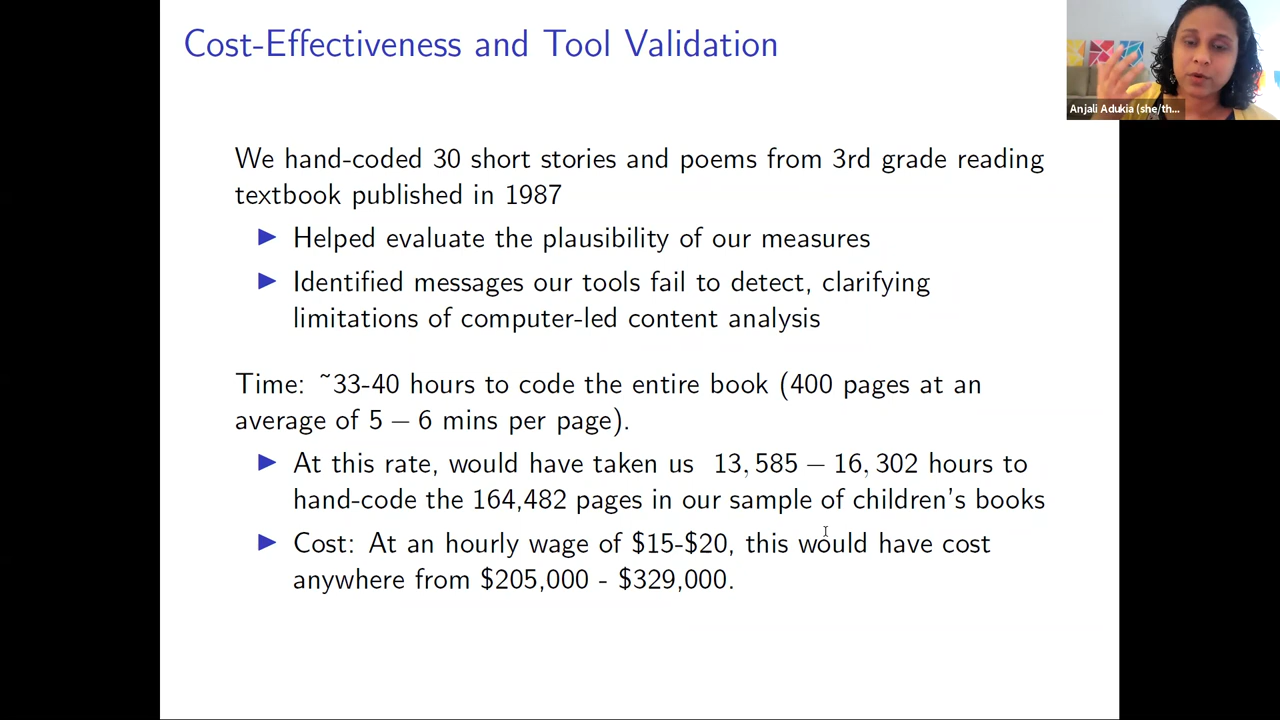 Cost-Effectiveness and Tool Validation
Anjali Adukia (she/th...
We hand-coded 30 short stories and poems from 3rd grade reading
textbook published in 1987
▶ Helped evaluate the plausibility of our measures
▶ Identified messages our tools fail to detect, clarifying
limitations of computer-led content analysis
Time: ˜33-40 hours to code the entire book (400 pages at an
average of 5 – 6 mins per page).
▶ At this rate, would have taken us 13, 585 – 16, 302 hours to
hand-code the 164,482 pages in our sample of children's books
▶ Cost: At an hourly wage of $15-$20, this would have cost
anywhere from $205,000 - $329,000.